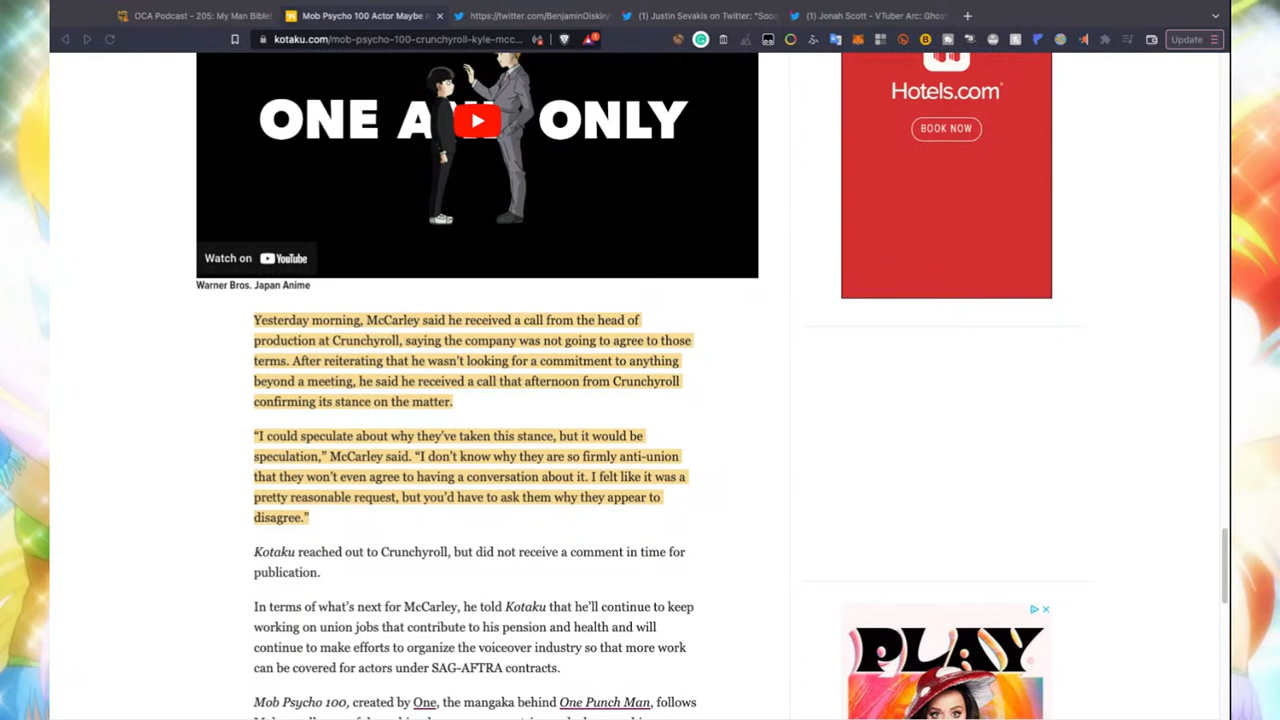 OCA Podcast - 205: My Man Bible!
Mob Psycho 100 Actor Maybe
https://twitter.com/BenjaminDiskin/
(1) Justin Sevakis on Twitter: "Sooo
(1) Jonah Scott - VTuber Arc: Ghos
kotaku.com/mob-psycho-100-crunchyroll-kyle-mcc...
Update
ONE A ONLY
Watch on YouTube
Warner Bros. Japan Anime
Hotels.com
BOOK NOW
Yesterday morning, McCarley said he received a call from the head of
production at Crunchyroll, saying the company was not going to agree to those
terms. After reiterating that he wasn't looking for a commitment to anything
beyond a meeting, he said he received a call that afternoon from Crunchyroll
confirming its stance on the matter.
“I could speculate about why they've taken this stance, but it would be
speculation,” McCarley said. “I don't know why they are so firmly anti-union
that they won't even agree to having a conversation about it. I felt like it was a
pretty reasonable request, but you'd have to ask them why they appear to
disagree.”
Kotaku reached out to Crunchyroll, but did not receive a comment in time for
publication.
In terms of what's next for McCarley, he told Kotaku that he'll continue to keep
working on union jobs that contribute to his pension and health and will
continue to make efforts to organize the voiceover industry so that more work
can be covered for actors under SAG-AFTRA contracts.
Mob Psycho 100, created by One, the mangaka behind One Punch Man, follows
PLAY